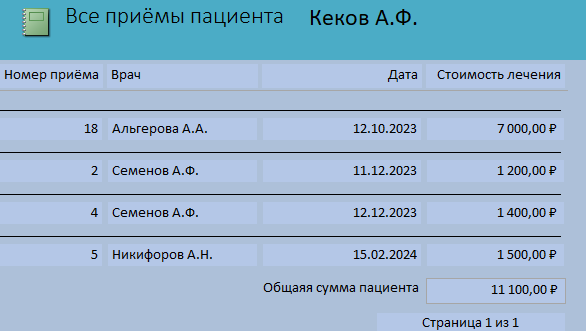 Все приёмы пациента Кеков А.Ф.
Номер приёма Врач Дата Стоимость лечения
18 Альгерова А.А. 12.10.2023 7 000,00 ₽
2 Семенов А.Ф. 11.12.2023 1 200,00 ₽
4 Семенов А.Ф. 12.12.2023 1 400,00 ₽
5 Никифоров А.Н. 15.02.2024 1 500,00 ₽
Общаяя сумма пациента 11 100,00 ₽
Страница 1 из 1